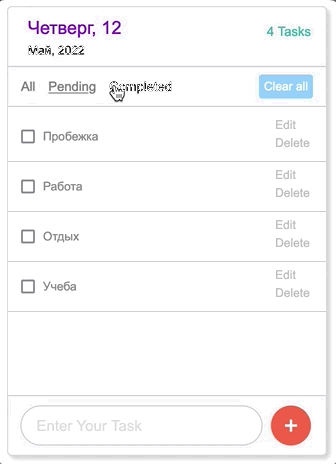 Четверг, 12
Май, 2022
4 Tasks
All Pending Completed Clear all
Пробежка
Edit
Delete
Работа
Edit
Delete
Отдых
Edit
Delete
Учеба
Edit
Delete
Enter Your Task
+